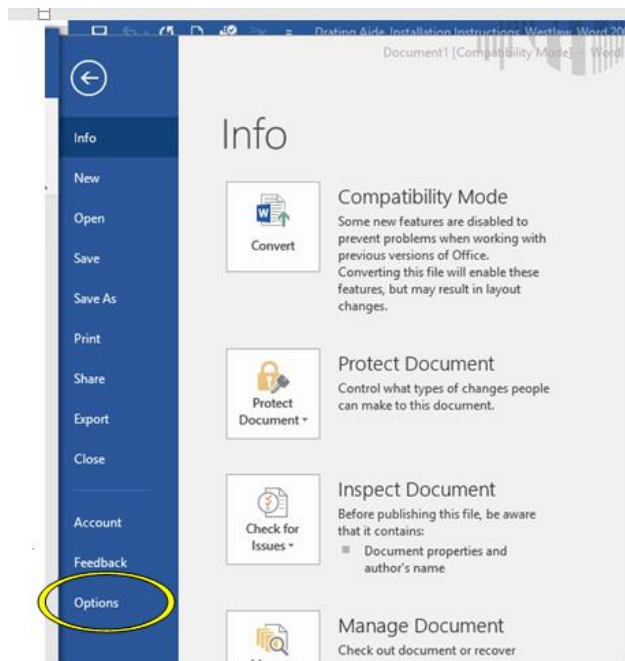 Drating Aide Installation Instructions Westlaw Word 20
Document1 [Compatibility Mode] - Word
Info
Info
New
Open
Save
Save As
Print
Share
Export
Close
Account
Feedback
Options
Convert
Compatibility Mode
Some new features are disabled to
prevent problems when working with
previous versions of Office.
Converting this file will enable these
features, but may result in layout
changes.
Protect
Document
Protect Document
Control what types of changes people
can make to this document.
Check for
Issues
Inspect Document
Before publishing this file, be aware
that it contains:
Document properties and
author's name
Manage Document
Check out document or recover